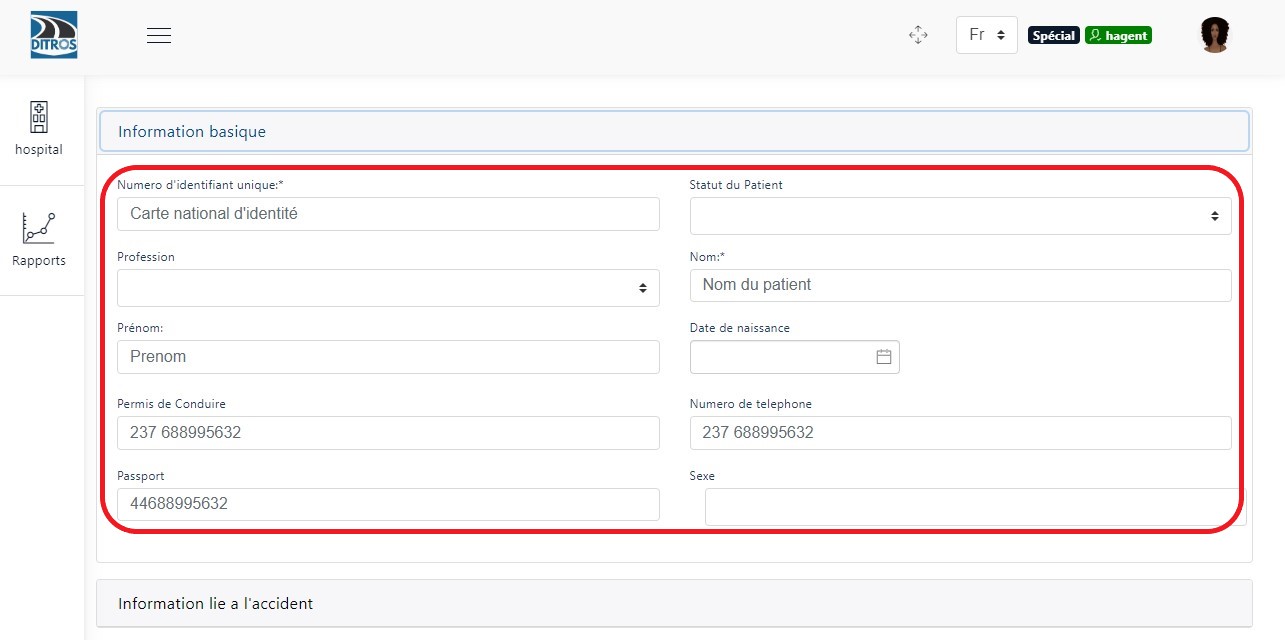 DITROS
Fr
Spécial
hagent
hospital
Rapports
Information basique
Numero d'identifiant unique:*
Carte national d'identité
Statut du Patient
Profession
Nom:*
Nom du patient
Prénom:
Prenom
Date de naissance
Permis de Conduire
237 688995632
Numero de telephone
237 688995632
Passport
44688995632
Sexe
Information lie a l'accident